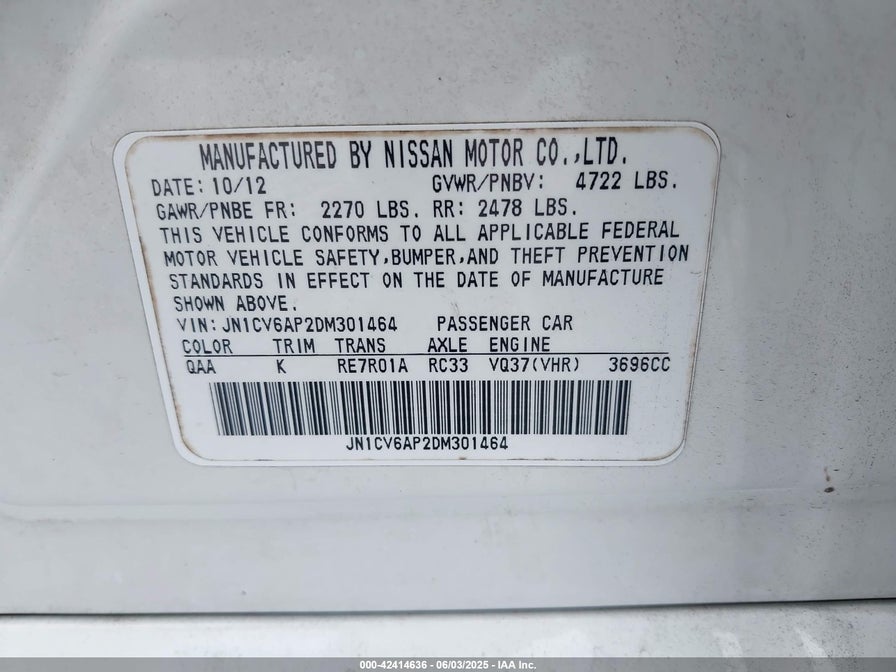 MANUFACTURED BY NISSAN MOTOR CO.,LTD.
DATE: 10/12 GVWR/PNBV: 4722 LBS.
GAWR/PNBE FR: 2270 LBS. RR: 2478 LBS.
THIS VEHICLE CONFORMS TO ALL APPLICABLE FEDERAL
MOTOR VEHICLE SAFETY,BUMPER,AND THEFT PREVENTION
STANDARDS IN EFFECT ON THE DATE OF MANUFACTURE
SHOWN ABOVE.
VIN: JN1CV6AP2DM301464 PASSENGER CAR
COLOR TRIM TRANS AXLE ENGINE
QAA K RE7R01A RC33 VQ37(VHR) 3696CC
JN1CV6AP2DM301464
000-42414636 - 06/03/2025 - IAA Inc.